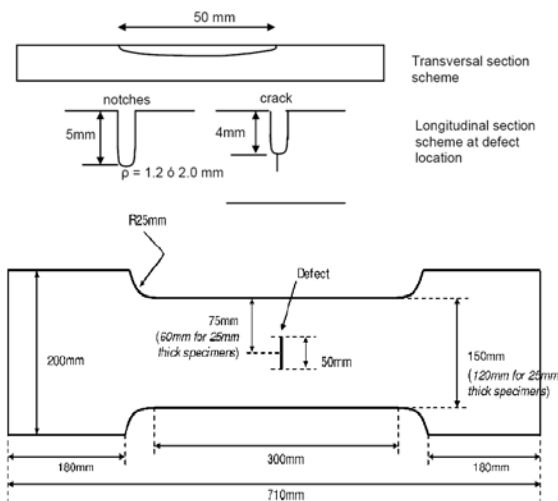 50 mm
Transversal section
scheme
notches
crack
5mm
4mm
Longitudinal section
scheme at defect
location
ρ = 1.2 ó 2.0 mm
R25mm
Defect
75mm
(60mm for 25mm
thick specimens)
200mm
50mm
150mm
(120mm for 25mm
thick specimens)
180mm
300mm
180mm
710mm